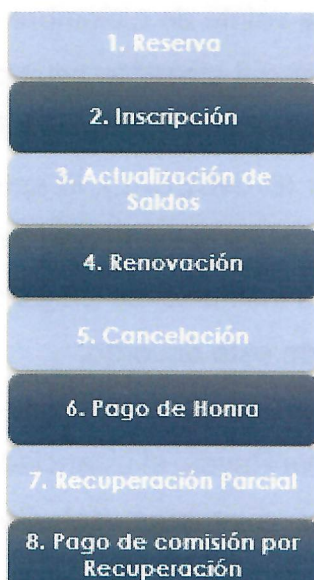 1. Reserva
2. Inscripción
3. Actualización de
Saldos
4. Renovación
5. Cancelación
6. Pago de Honra
7. Recuperación Parcial
8. Pago de comisión por
Recuperación